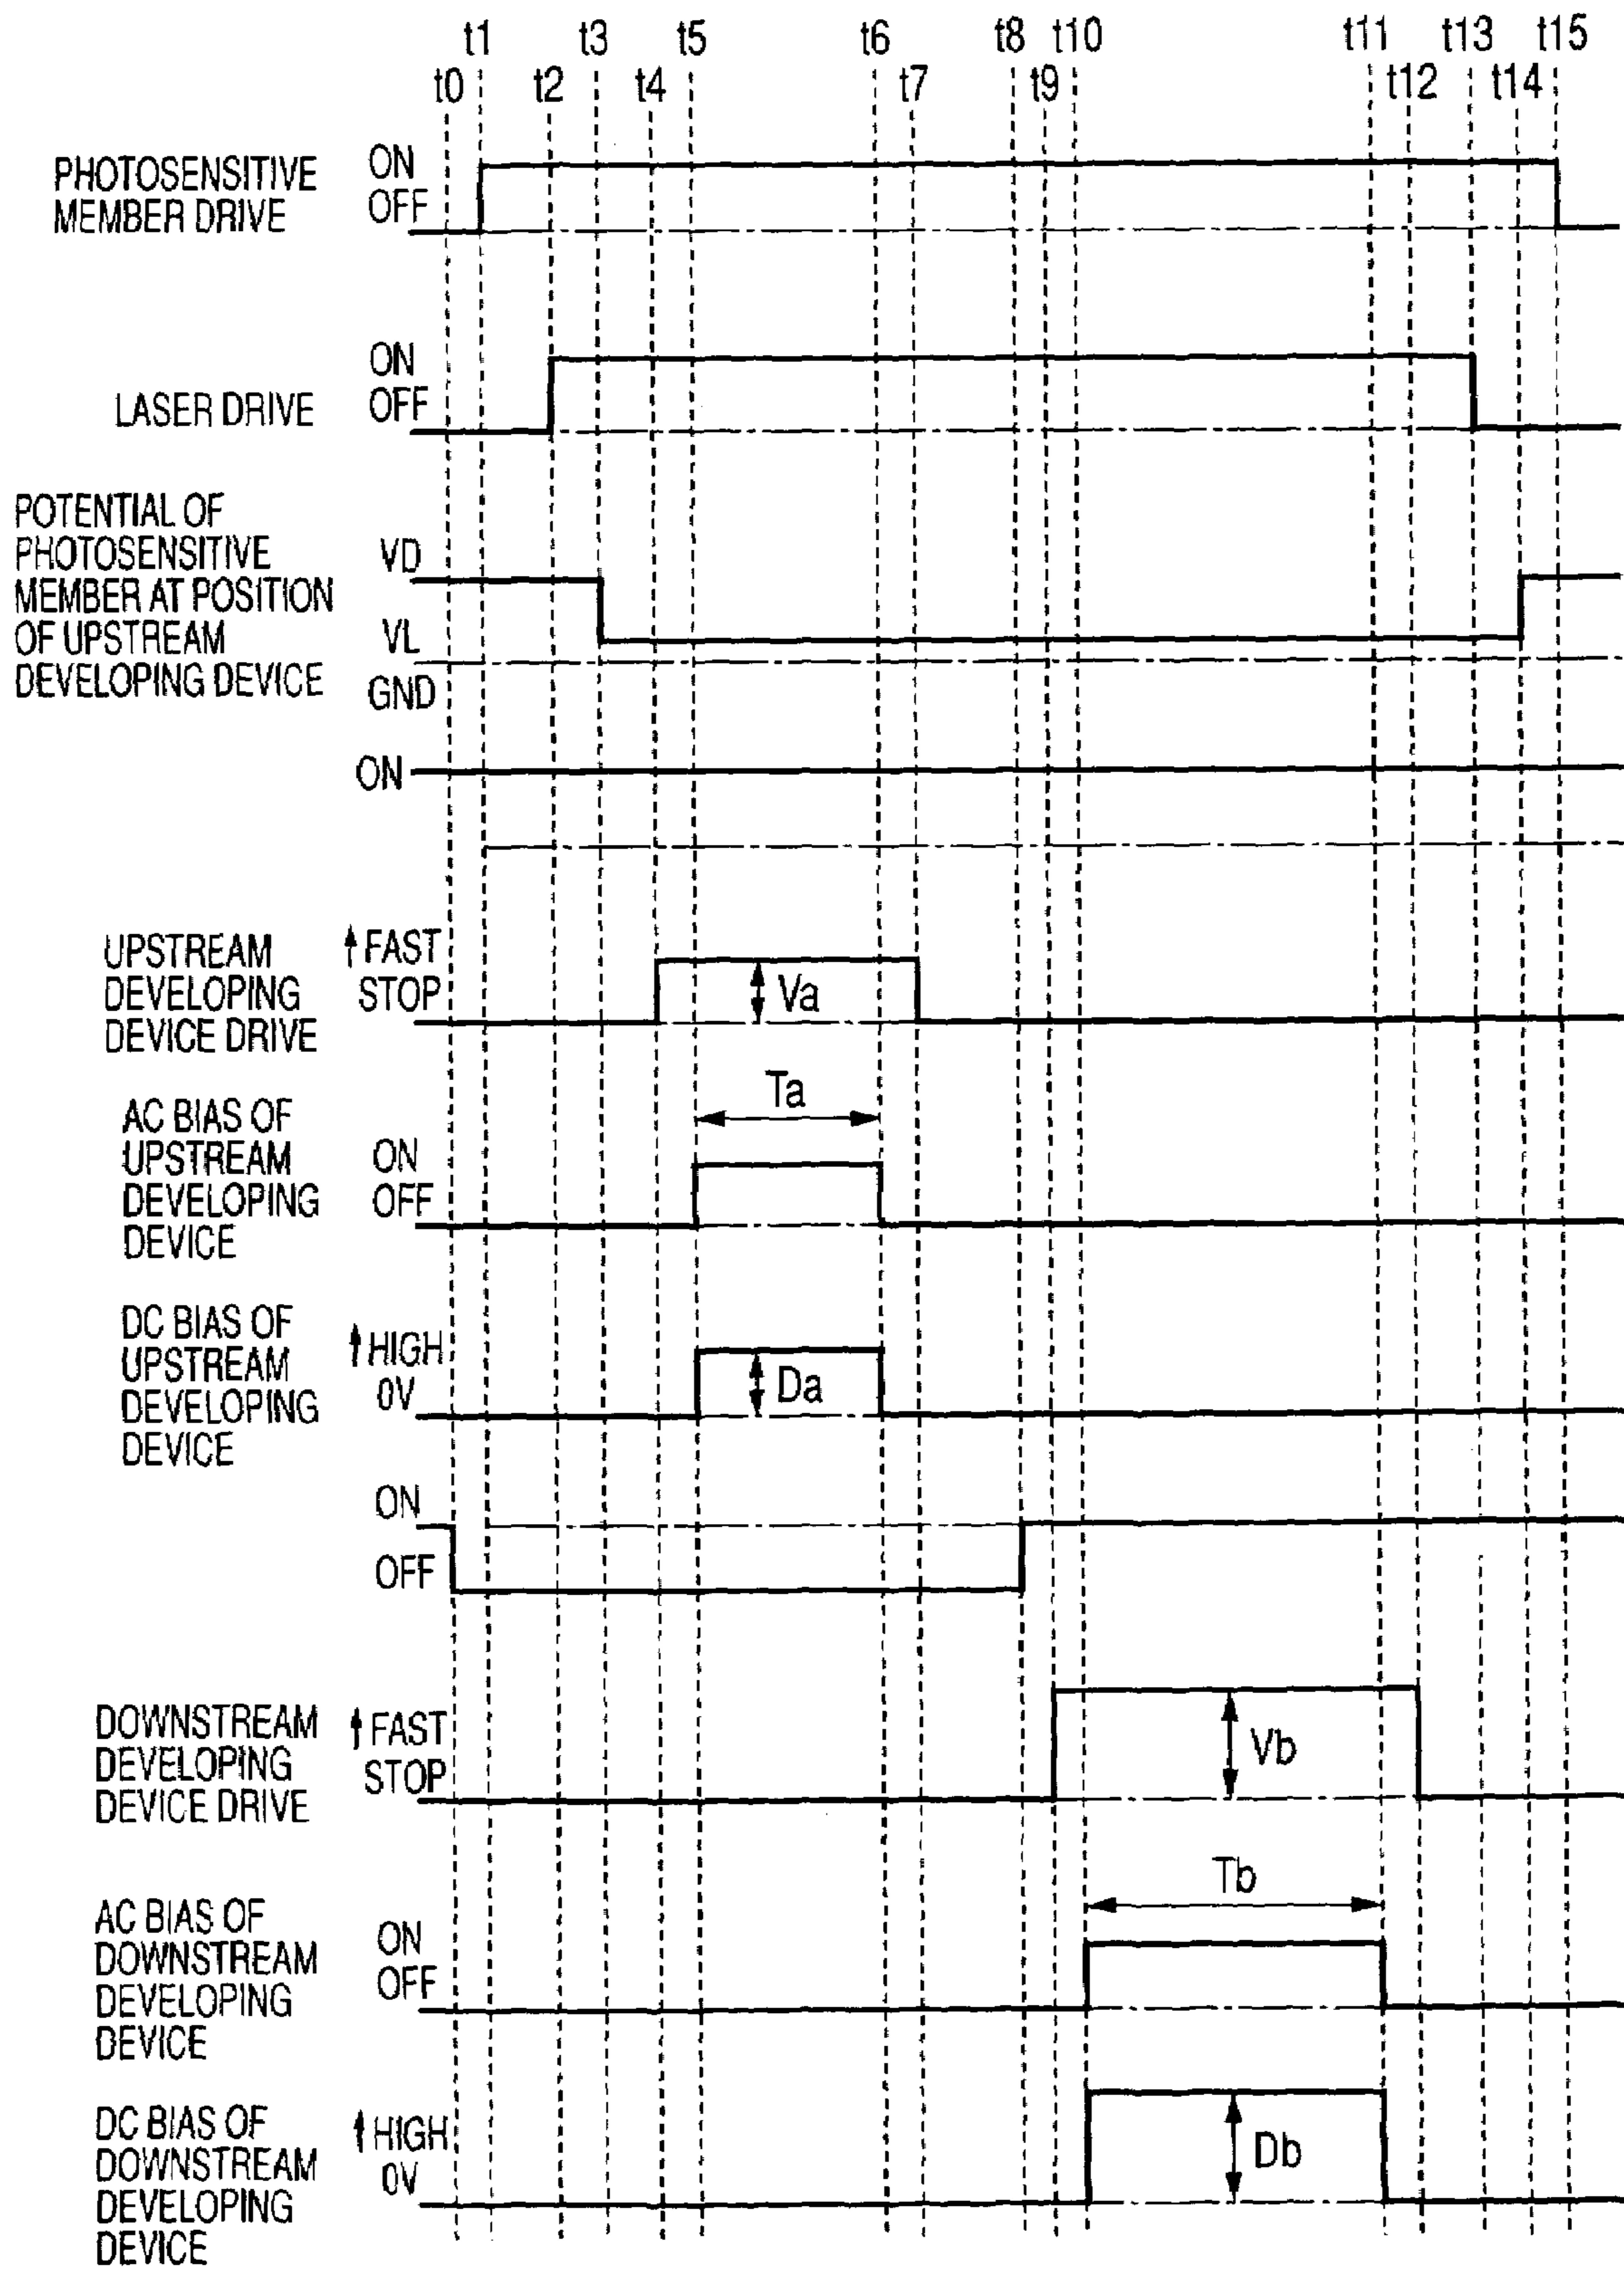 t1 t3 t5 t6 t8 t10 t11 t13 t15
t0 t2 t4 t7 t9 t12 t14
PHOTOSENSITIVE
MEMBER DRIVE
ON
OFF
LASER DRIVE
ON
OFF
POTENTIAL OF
PHOTOSENSITIVE
MEMBER AT POSITION
OF UPSTREAM
DEVELOPING DEVICE
VD
VL
GND
ON
UPSTREAM
DEVELOPING
DEVICE DRIVE
FAST
STOP
Va
Ta
AC BIAS OF
UPSTREAM
DEVELOPING
DEVICE
ON
OFF
DC BIAS OF
UPSTREAM
DEVELOPING
DEVICE
HIGH
0V
Da
ON
OFF
DOWNSTREAM
DEVELOPING
DEVICE DRIVE
FAST
STOP
Vb
Tb
AC BIAS OF
DOWNSTREAM
DEVELOPING
DEVICE
ON
OFF
DC BIAS OF
DOWNSTREAM
DEVELOPING
DEVICE
HIGH
0V
Db